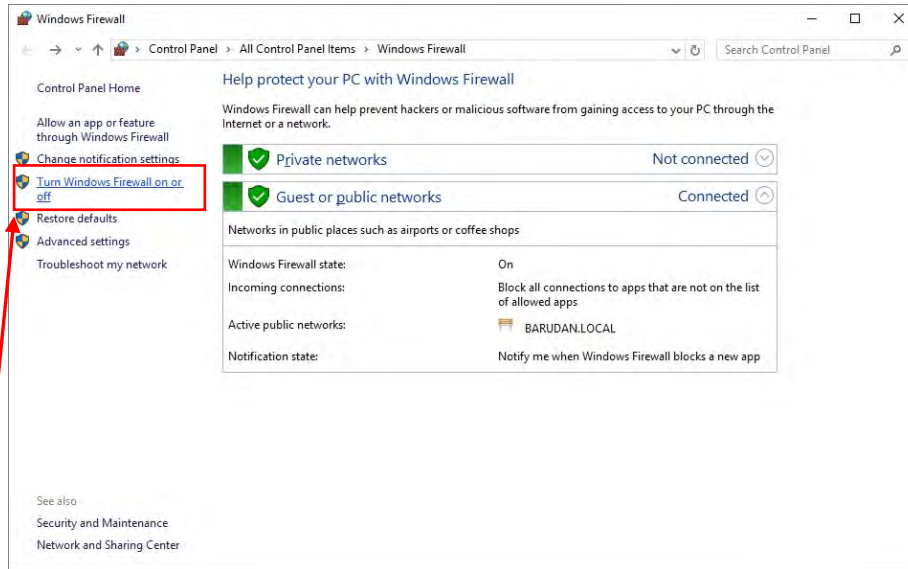 Windows Firewall
Control Panel > All Control Panel Items > Windows Firewall
Search Control Panel
Control Panel Home
Allow an app or feature
through Windows Firewall
Change notification settings
Turn Windows Firewall on or
off
Restore defaults
Advanced settings
Troubleshoot my network
Help protect your PC with Windows Firewall
Windows Firewall can help prevent hackers or malicious software from gaining access to your PC through the
Internet or a network.
Private networks Not connected
Guest or public networks Connected
Networks in public places such as airports or coffee shops
Windows Firewall state: On
Incoming connections: Block all connections to apps that are not on the list
of allowed apps
Active public networks: BARUDAN.LOCAL
Notification state: Notify me when Windows Firewall blocks a new app
See also
Security and Maintenance
Network and Sharing Center